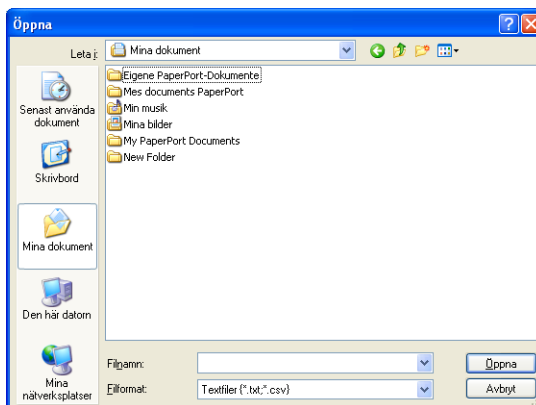 Öppna
Leta i:
Mina dokument
Senast använda
dokument
Skrivbord
Mina dokument
Den här datorn
Mina
nätverksplatser
Eigene PaperPort-Dokumente
Mes documents PaperPort
Min musik
Mina bilder
My PaperPort Documents
New Folder
Filnamn:
Öppna
Filformat:
Textfiler {*.txt;*.csv}
Avbryt